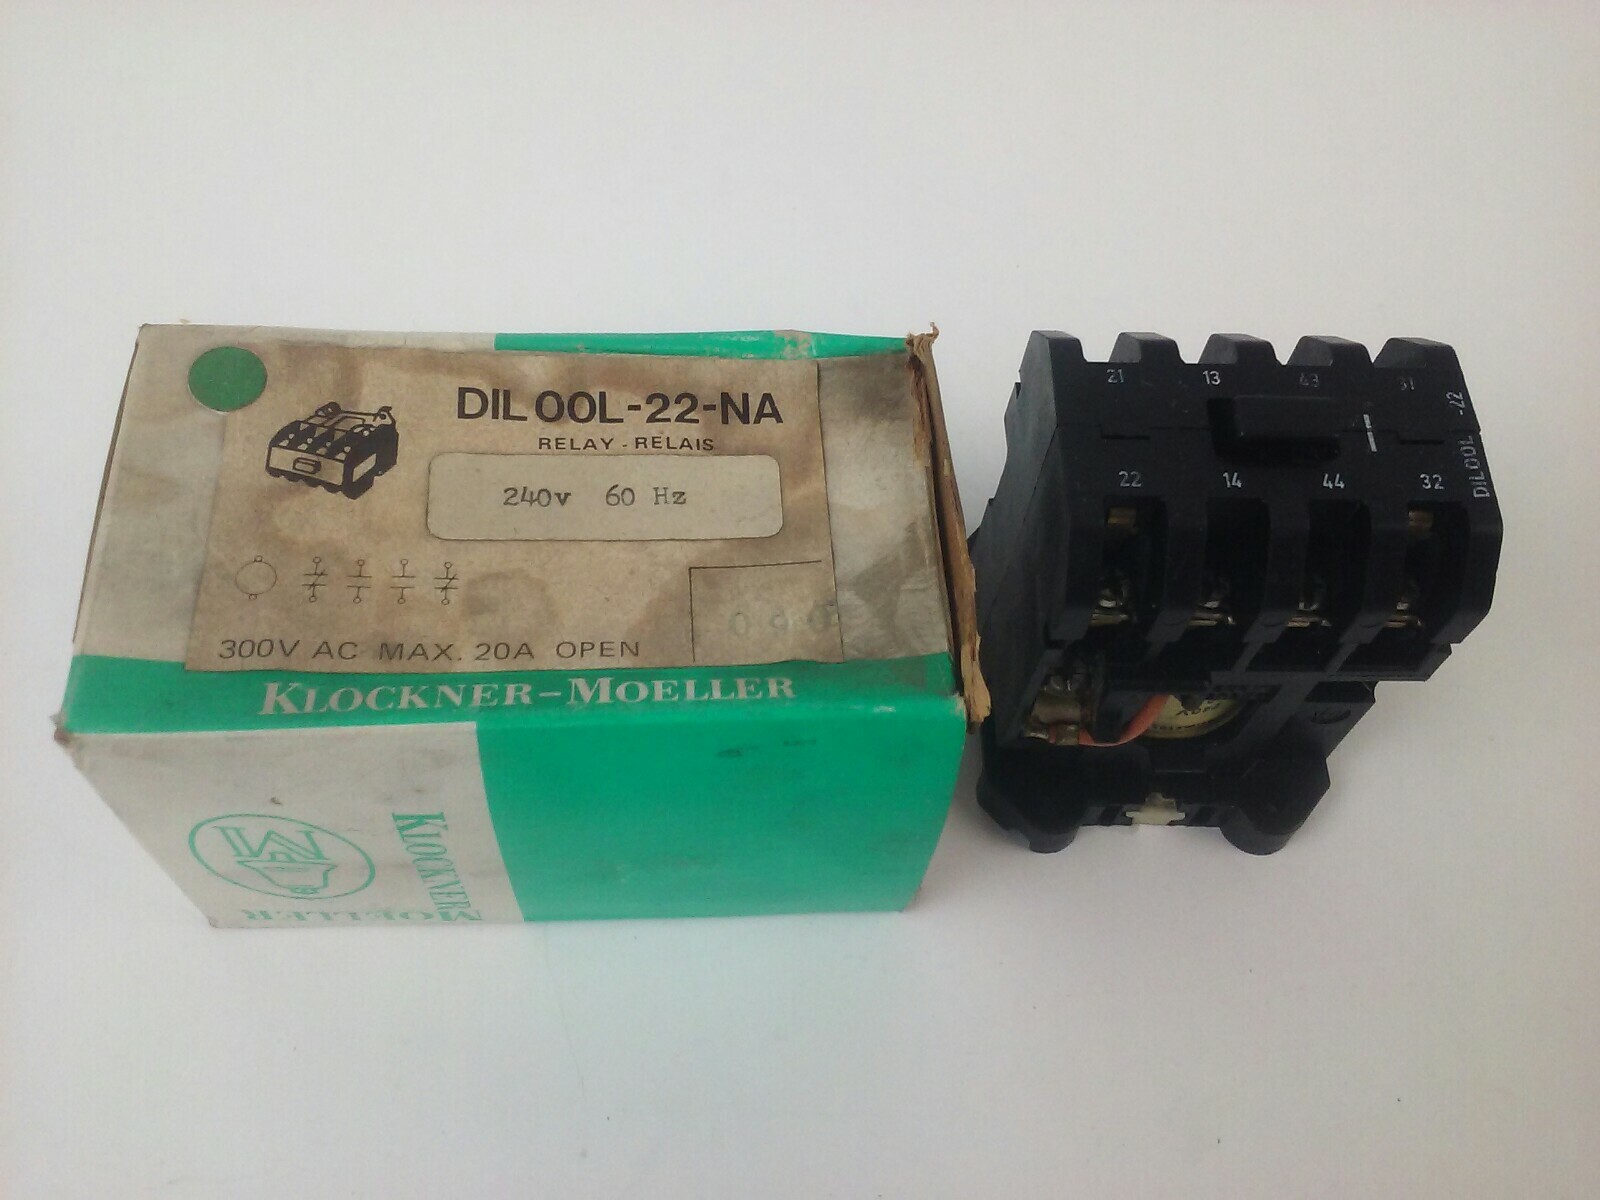 DIL 00L-22-NA
RELAY - RELAIS
240v 60 Hz
300V AC MAX. 20A OPEN
KLOCKNER-MOELLER
KLOCKNER
MOELLER
21 13 43 31
22 14 44 32
DIL00L -22